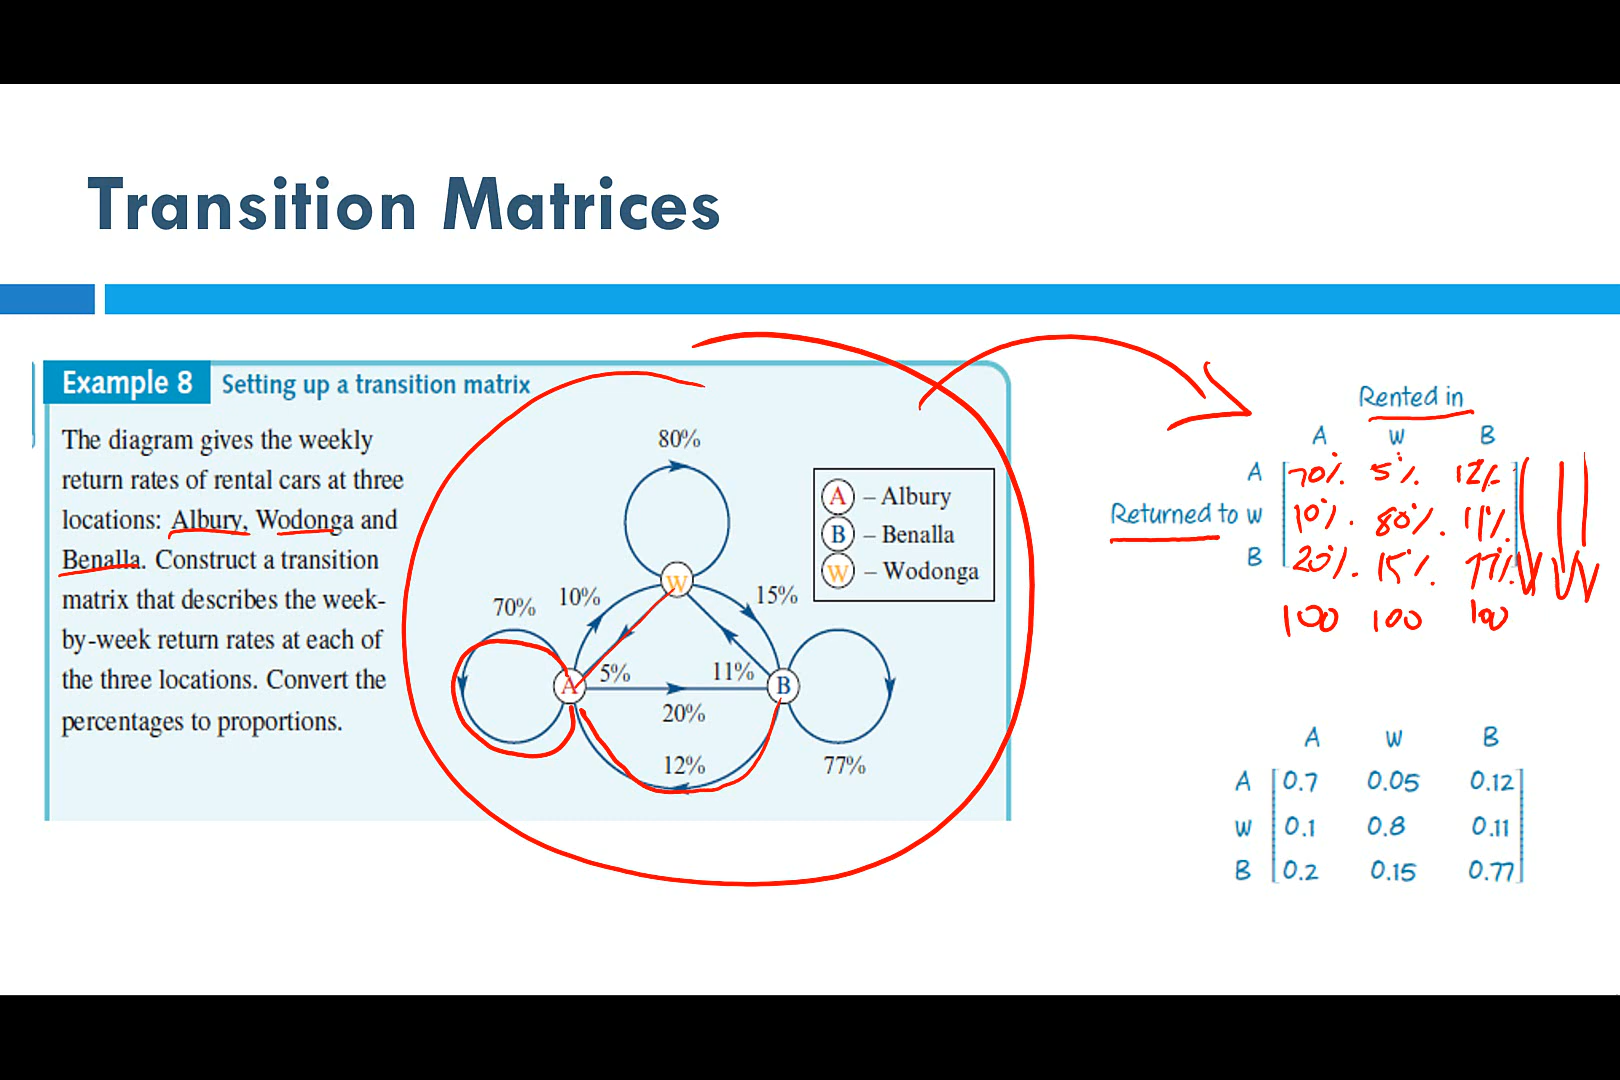 Transition Matrices
Example 8 Setting up a transition matrix
The diagram gives the weekly
return rates of rental cars at three
locations: Albury, Wodonga and
Benalla. Construct a transition
matrix that describes the week-
by-week return rates at each of
the three locations. Convert the
percentages to proportions.
80%
A – Albury
B – Benalla
W – Wodonga
W
70% 10% 15%
A 5% 11% B
20%
12% 77%
Rented in
A W B
A 70% 5% 12%
Returned to W 10% 80% 11%
B 20% 15% 77%
100 100 100
A W B
A 0.7 0.05 0.12
W 0.1 0.8 0.11
B 0.2 0.15 0.77